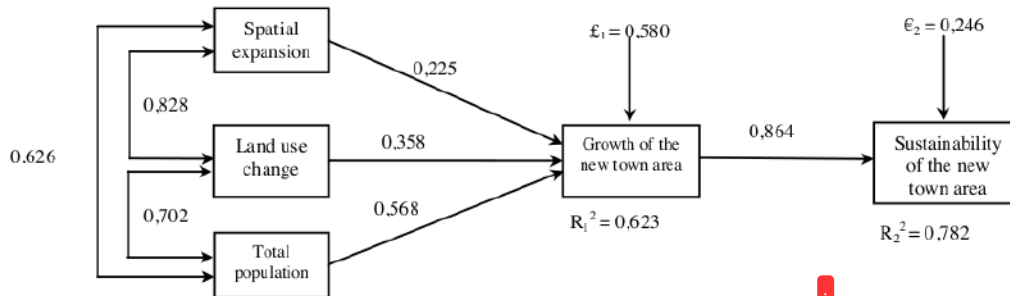 Spatial
expansion
£₁ = 0,580
€₂ = 0,246
0,225
0,828
0.626
Land use
change
0,358
Growth of the
new town area
0,864
Sustainability
of the new
town area
0,702
0,568
R₁² = 0,623
R₂² = 0,782
Total
population